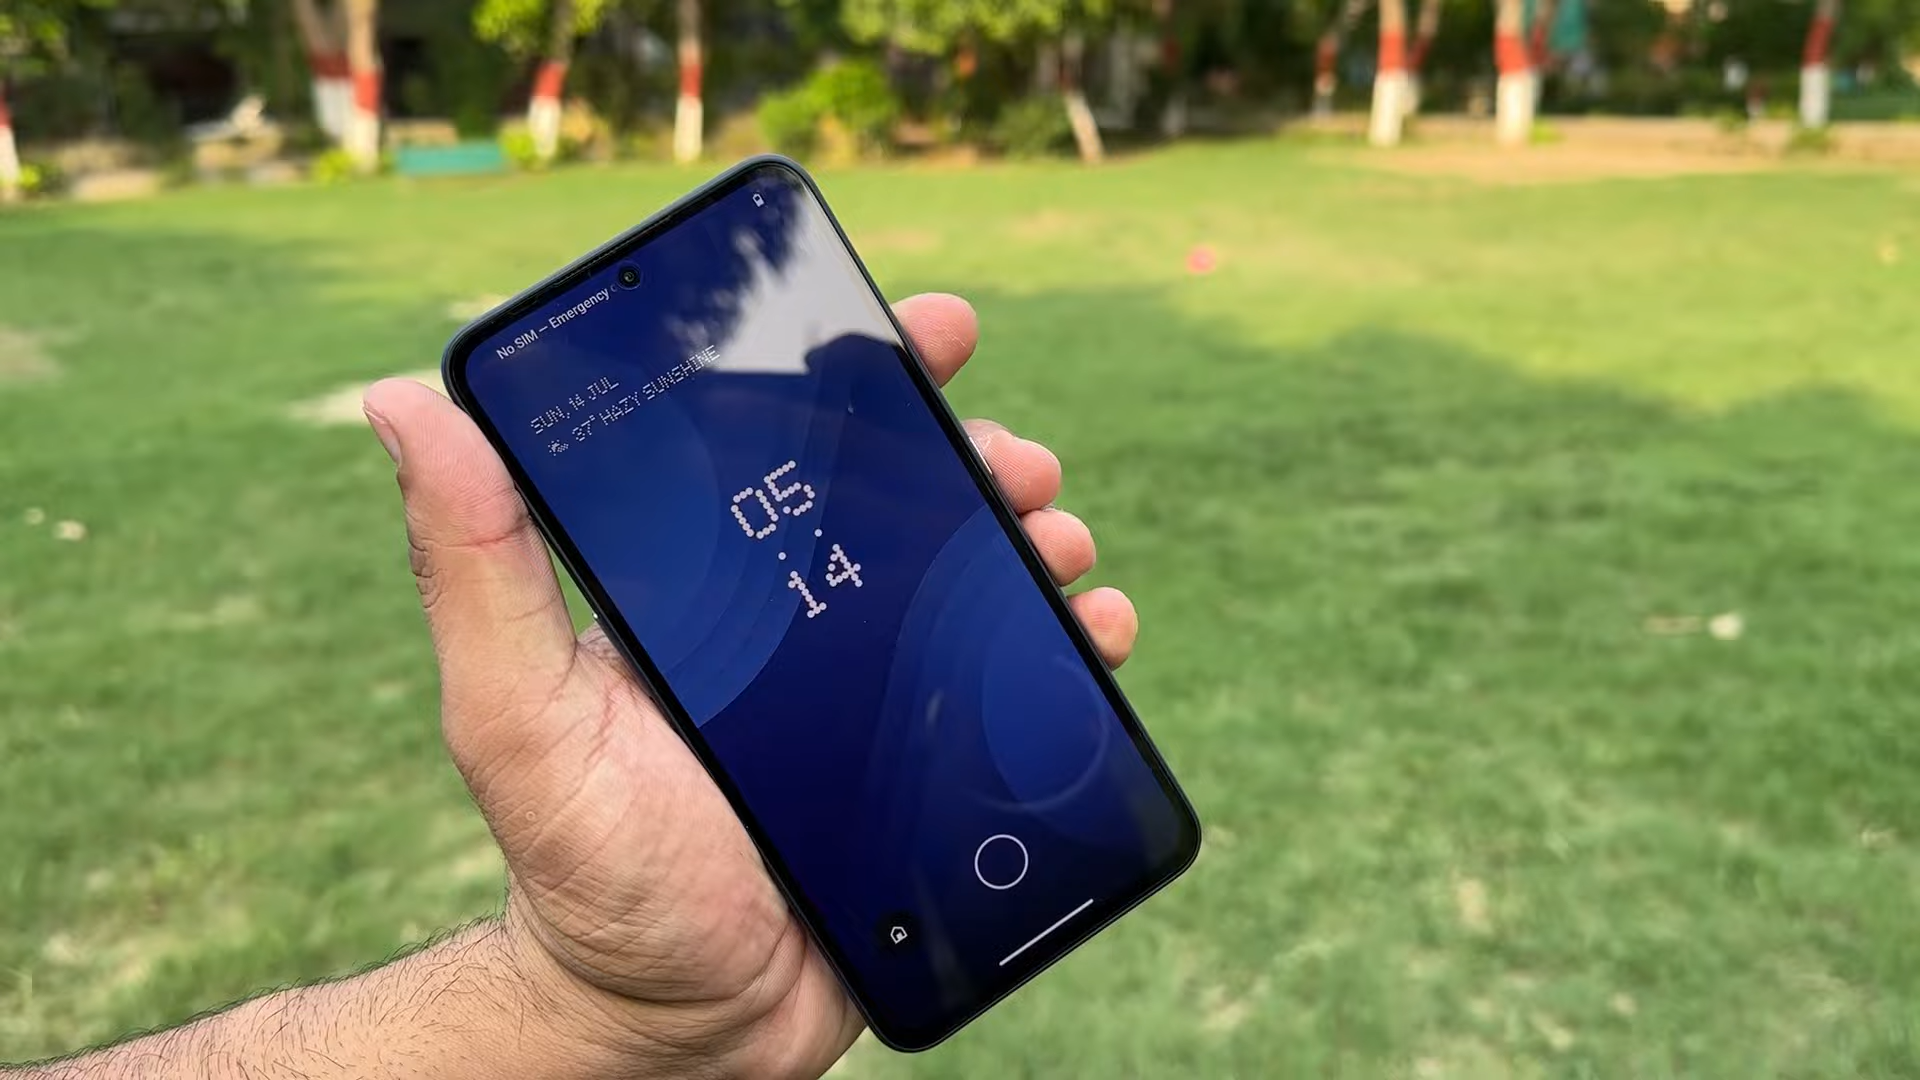 No SIM – Emergency
SUN, 14 JUL
37° HAZY SUNSHINE
05
14